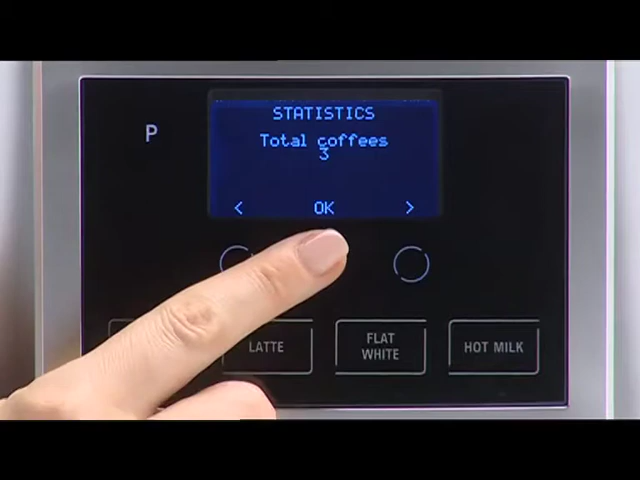 STATISTICS
Total coffees
3
P
< OK >
LATTE
FLAT
WHITE
HOT MILK